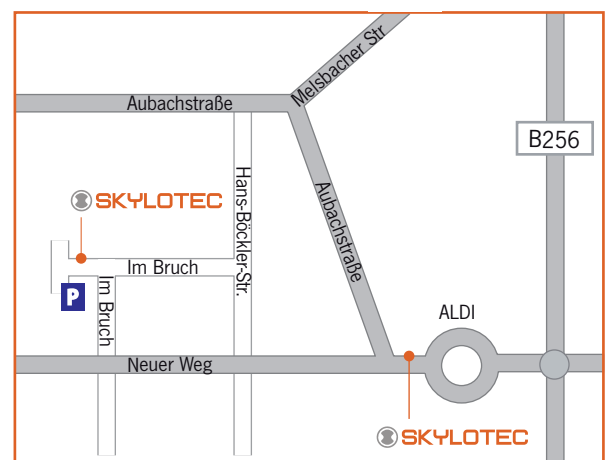 Melsbacher Str
Aubachstraße
B256
Hans-Böckler-Str.
Aubachstraße
SKYLOTEC
Im Bruch
P
Im Bruch
ALDI
Neuer Weg
SKYLOTEC